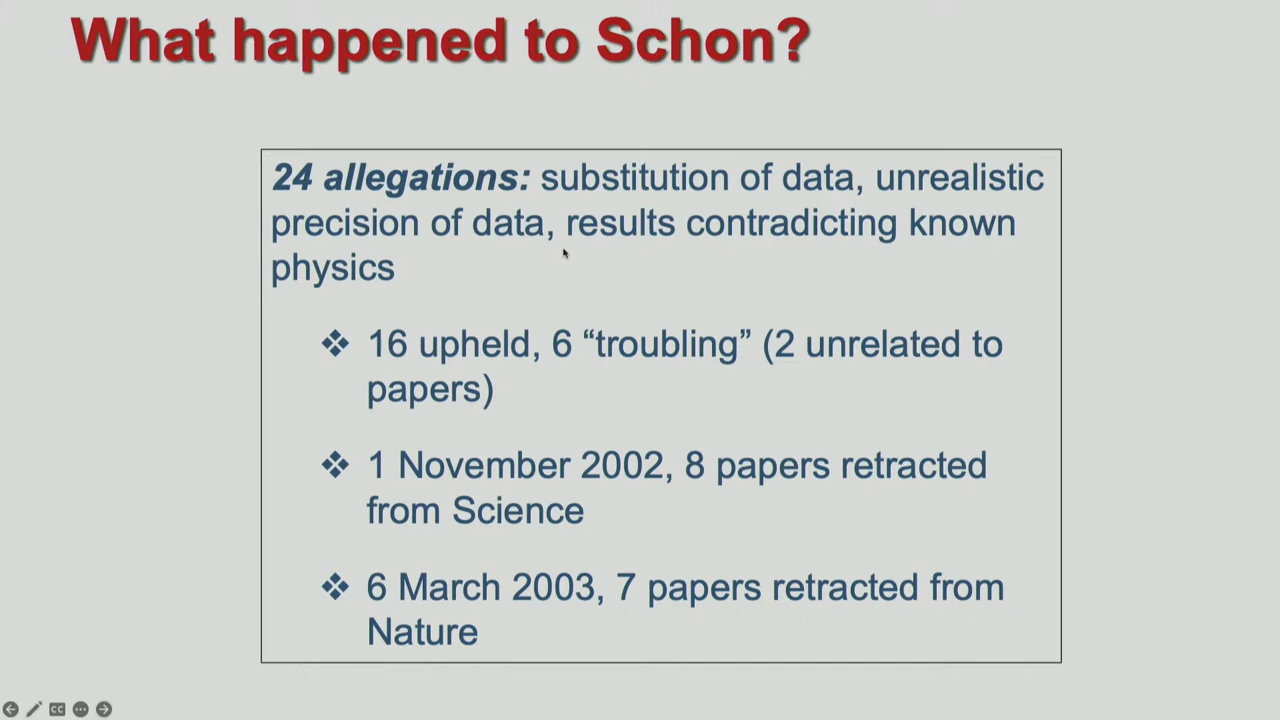 What happened to Schon?
24 allegations: substitution of data, unrealistic
precision of data, results contradicting known
physics
❖ 16 upheld, 6 “troubling” (2 unrelated to
papers)
❖ 1 November 2002, 8 papers retracted
from Science
❖ 6 March 2003, 7 papers retracted from
Nature
CC